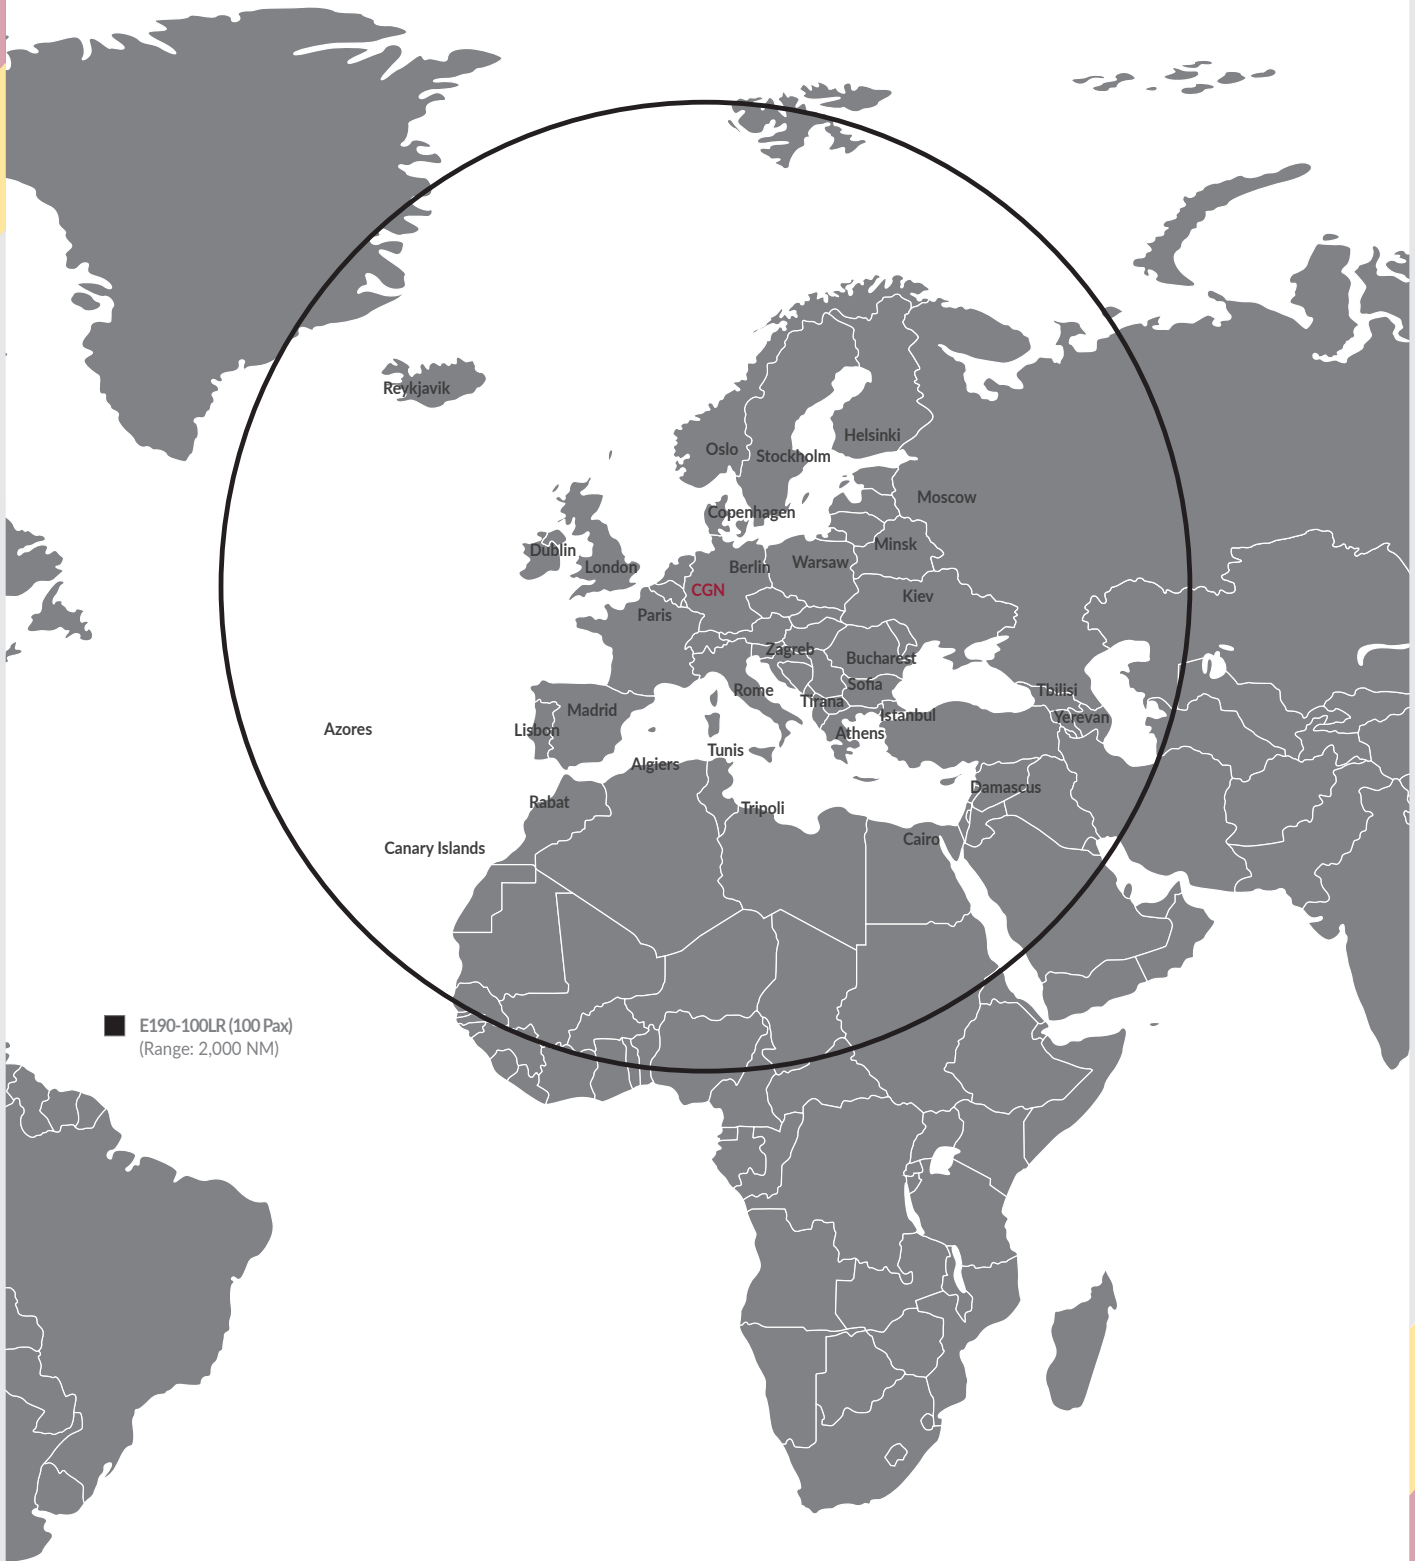 Reykjavik
Helsinki
Oslo
Stockholm
Moscow
Copenhagen
Minsk
Dublin
Warsaw
London
Berlin
CGN
Kiev
Paris
Zagreb
Bucharest
Sofia
Rome
Tbilisi
Tirana
Madrid
Istanbul
Yerevan
Azores
Lisbon
Athens
Tunis
Algiers
Damascus
Rabat
Tripoli
Cairo
Canary Islands
E190-100LR (100 Pax)
(Range: 2,000 NM)